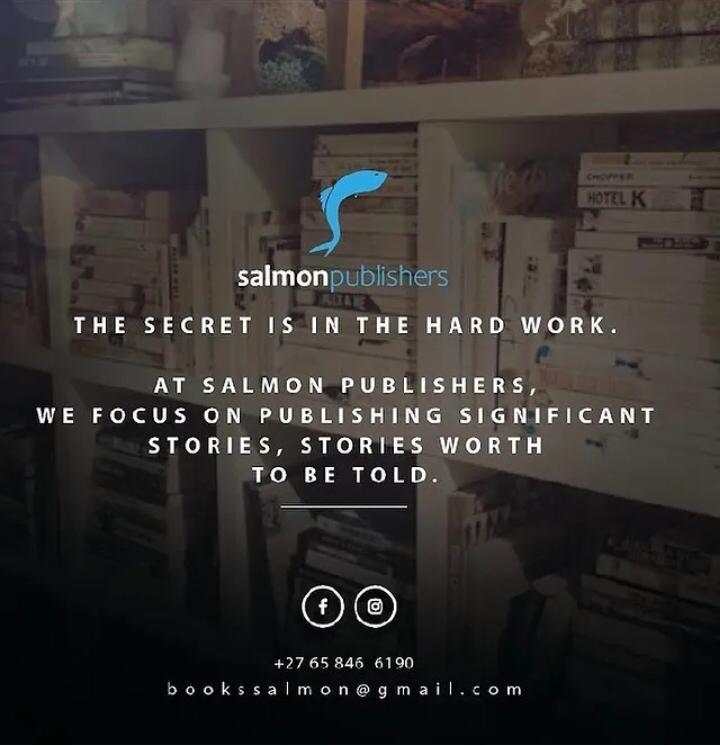 CHOPPER
HOTEL K
salmonpublishers
THE SECRET IS IN THE HARD WORK.
AT SALMON PUBLISHERS,
WE FOCUS ON PUBLISHING SIGNIFICANT
STORIES, STORIES WORTH
TO BE TOLD.
+27 65 846 6190
bookssalmon@gmail.com